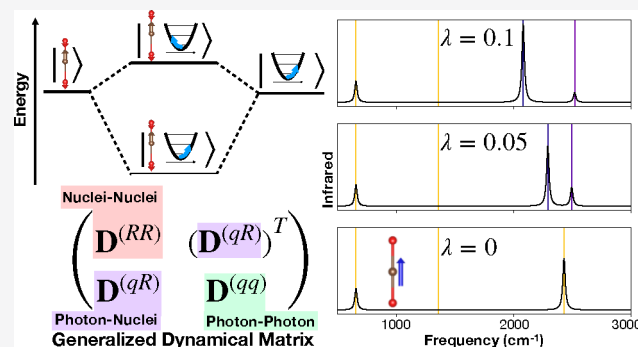 Energy
Nuclei-Nuclei
D^(RR) (D^(qR))^T
D^(qR) D^(qq)
Photon-Nuclei Photon-Photon
Generalized Dynamical Matrix
Infrared
λ = 0.1
λ = 0.05
λ = 0
1000 2000 3000
Frequency (cm⁻¹)